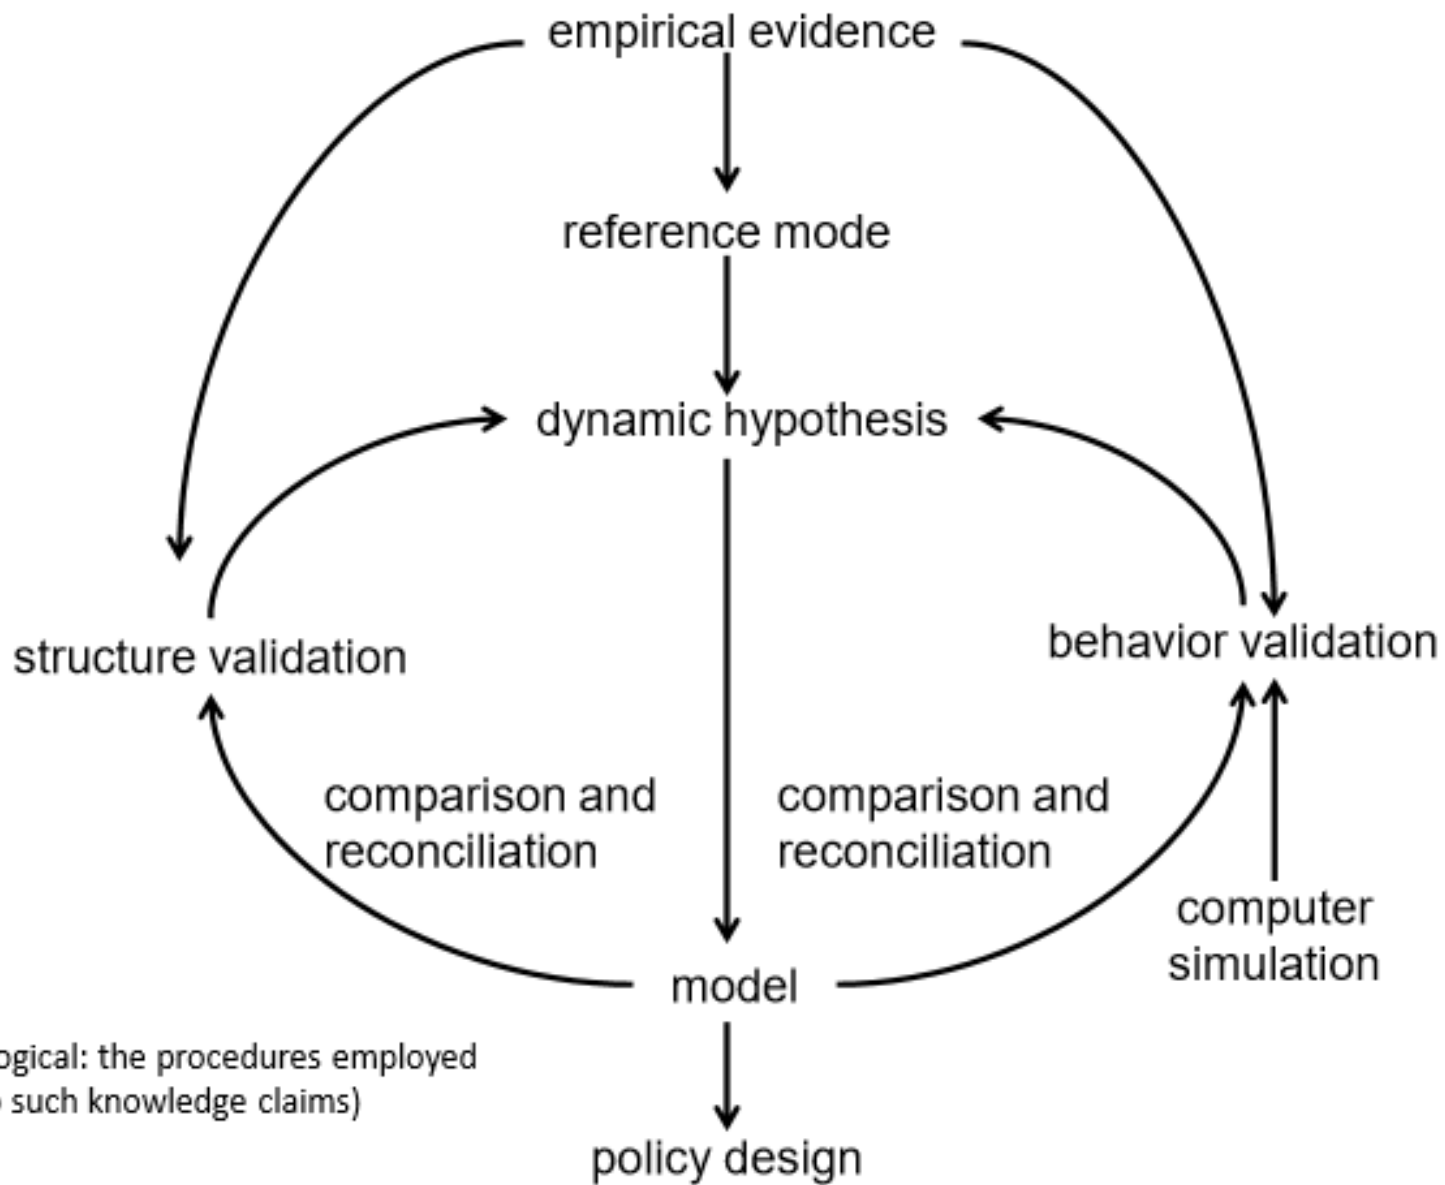 empirical evidence
reference mode
dynamic hypothesis
structure validation
behavior validation
comparison and
reconciliation
comparison and
reconciliation
computer
simulation
model
ogical: the procedures employed
such knowledge claims)
policy design